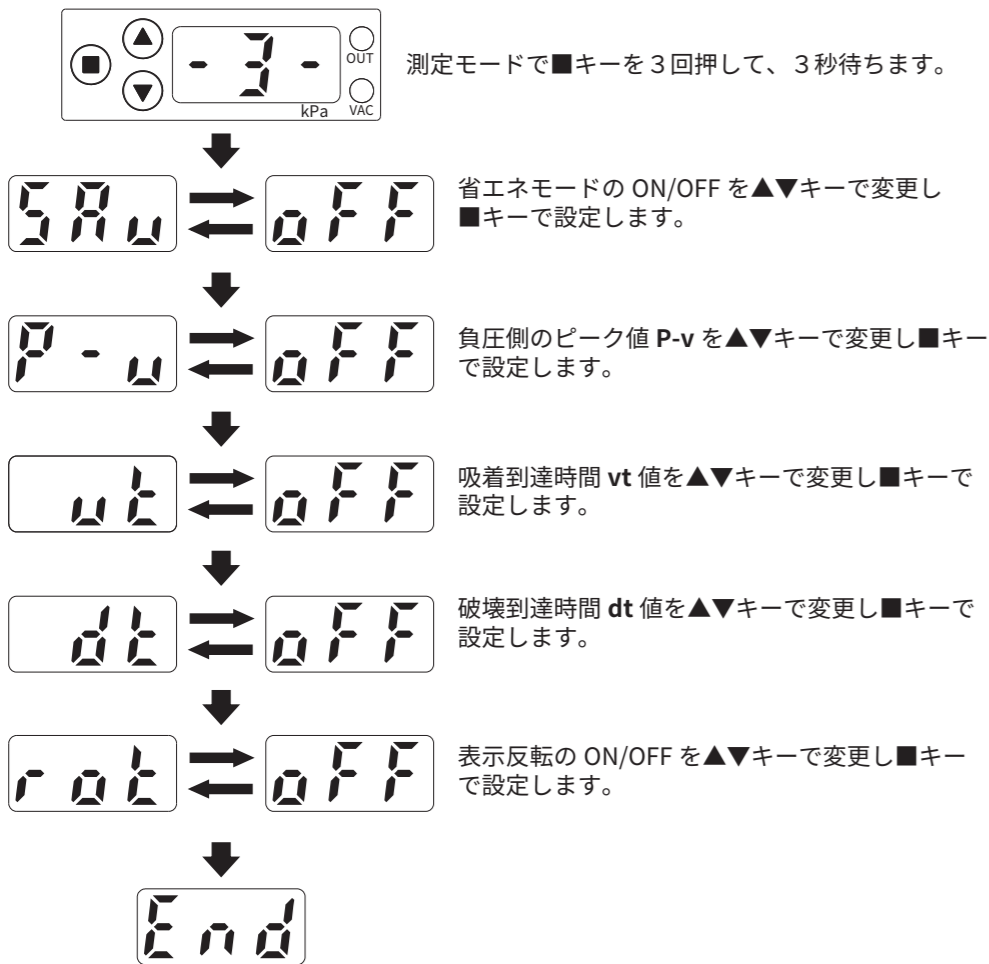 - 3 -
OUT
kPa
VAC
測定モードで■キーを３回押して、３秒待ちます。
SAv
oFF
省エネモードの ON/OFF を▲▼キーで変更し
■キーで設定します。
P-v
oFF
負圧側のピーク値 P-v を▲▼キーで変更し■キー
で設定します。
vt
oFF
吸着到達時間 vt 値を▲▼キーで変更し■キーで
設定します。
dt
oFF
破壊到達時間 dt 値を▲▼キーで変更し■キーで
設定します。
rot
oFF
表示反転の ON/OFF を▲▼キーで変更し■キー
で設定します。
End